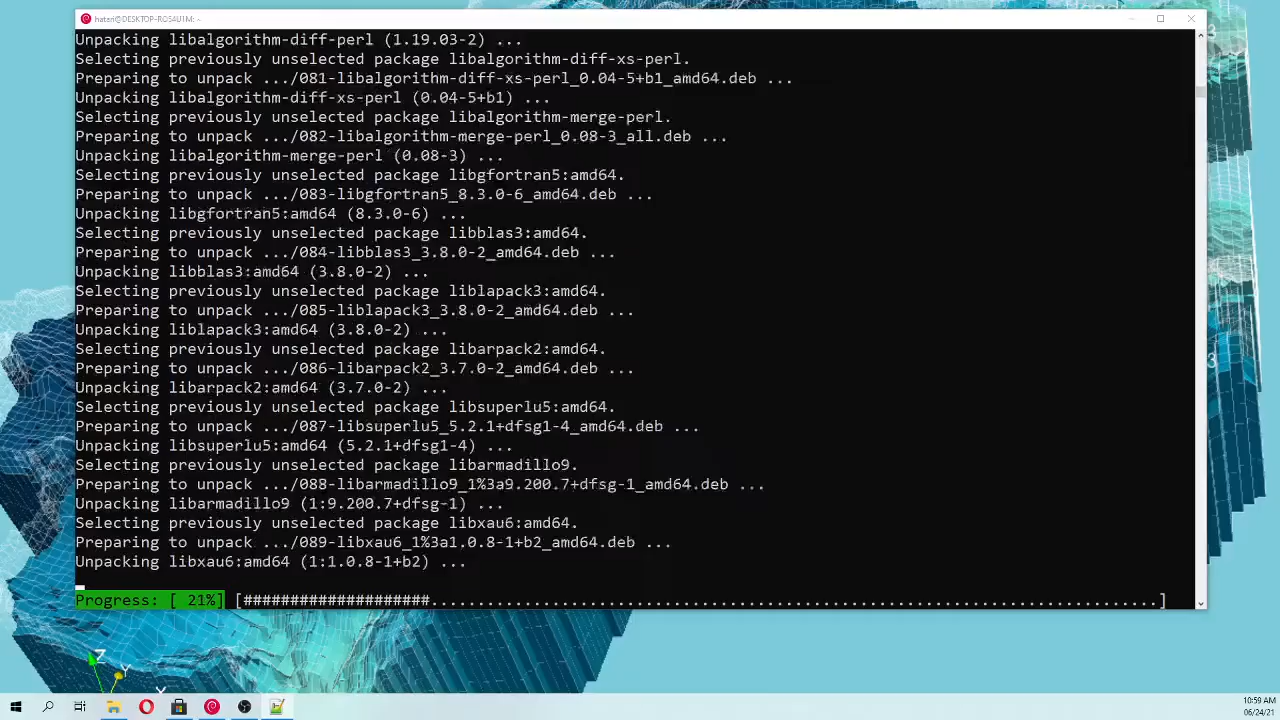 hateri@DESKTOP-RQS4U1M: ~
Unpacking libalgorithm-diff-perl (1.19.03-2) ...
Selecting previously unselected package libalgorithm-diff-xs-perl.
Preparing to unpack .../081-libalgorithm-diff-xs-perl_0.04-5+b1_amd64.deb ...
Unpacking libalgorithm-diff-xs-perl (0.04-5+b1) ...
Selecting previously unselected package libalgorithm-merge-perl.
Preparing to unpack .../082-libalgorithm-merge-perl_0.08-3_all.deb ...
Unpacking libalgorithm-merge-perl (0.08-3) ...
Selecting previously unselected package libgfortran5:amd64.
Preparing to unpack .../083-libgfortran5_8.3.0-6_amd64.deb ...
Unpacking libgfortran5:amd64 (8.3.0-6) ...
Selecting previously unselected package libblas3:amd64.
Preparing to unpack .../084-libblas3_3.8.0-2_amd64.deb ...
Unpacking libblas3:amd64 (3.8.0-2) ...
Selecting previously unselected package liblapack3:amd64.
Preparing to unpack .../085-liblapack3_3.8.0-2_amd64.deb ...
Unpacking liblapack3:amd64 (3.8.0-2) ...
Selecting previously unselected package libarpack2:amd64.
Preparing to unpack .../086-libarpack2_3.7.0-2_amd64.deb ...
Unpacking libarpack2:amd64 (3.7.0-2) ...
Selecting previously unselected package libsuperlu5:amd64.
Preparing to unpack .../087-libsuperlu5_5.2.1+dfsg1-4_amd64.deb ...
Unpacking libsuperlu5:amd64 (5.2.1+dfsg1-4) ...
Selecting previously unselected package libarmadillo9.
Preparing to unpack .../088-libarmadillo9_1%3a9.200.7+dfsg-1_amd64.deb ...
Unpacking libarmadillo9 (1:9.200.7+dfsg-1) ...
Selecting previously unselected package libxau6:amd64.
Preparing to unpack .../089-libxau6_1%3a1.0.8-1+b2_amd64.deb ...
Unpacking libxau6:amd64 (1:1.0.8-1+b2) ...
Progress: [ 21%] [####################..............................................................................]
3
3
Z
Y
X
10:59 AM
06/24/21